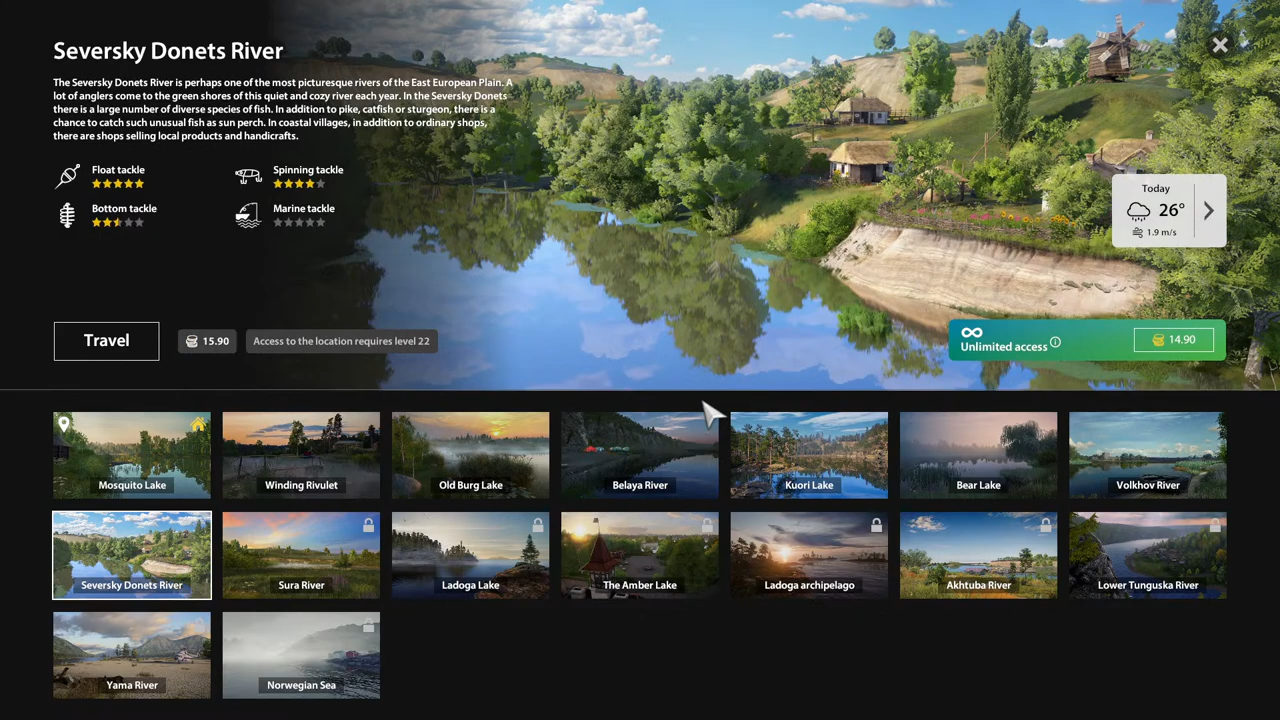 Seversky Donets River
The Seversky Donets River is perhaps one of the most picturesque rivers of the East European Plain. A
lot of anglers come to the green shores of this quiet and cozy river each year. In the Seversky Donets
there is a large number of diverse species of fish. In addition to pike, catfish or sturgeon, there is a
chance to catch such unusual fish as sun perch. In coastal villages, in addition to ordinary shops,
there are shops selling local products and handicrafts.
Float tackle
Spinning tackle
Bottom tackle
Marine tackle
Today
26°
1.9 m/s
Travel
15.90
Access to the location requires level 22
Unlimited access
14.90
Mosquito Lake
Winding Rivulet
Old Burg Lake
Belaya River
Kuori Lake
Bear Lake
Volkhov River
Seversky Donets River
Sura River
Ladoga Lake
The Amber Lake
Ladoga archipelago
Akhtuba River
Lower Tunguska River
Yama River
Norwegian Sea